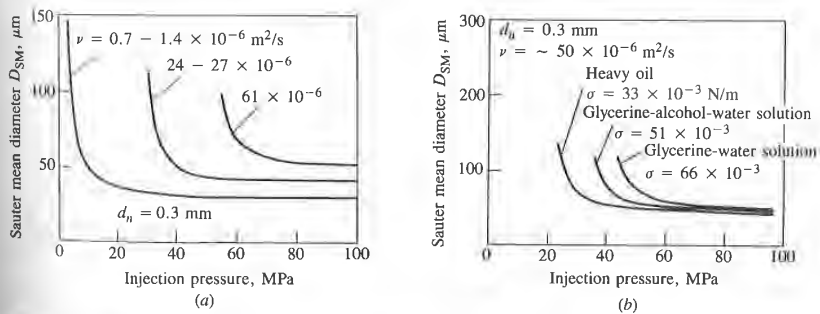 150
100
50
0
Sauter mean diameter D_SM, μm
ν = 0.7 – 1.4 × 10⁻⁶ m²/s
24 – 27 × 10⁻⁶
61 × 10⁻⁶
d_n = 0.3 mm
0 20 40 60 80 100
Injection pressure, MPa
(a)
300
200
100
Sauter mean diameter D_SM, μm
d_n = 0.3 mm
ν = ~ 50 × 10⁻⁶ m²/s
Heavy oil
σ = 33 × 10⁻³ N/m
Glycerine-alcohol-water solution
σ = 51 × 10⁻³
Glycerine-water solution
σ = 66 × 10⁻³
0 20 40 60 80 100
Injection pressure, MPa
(b)